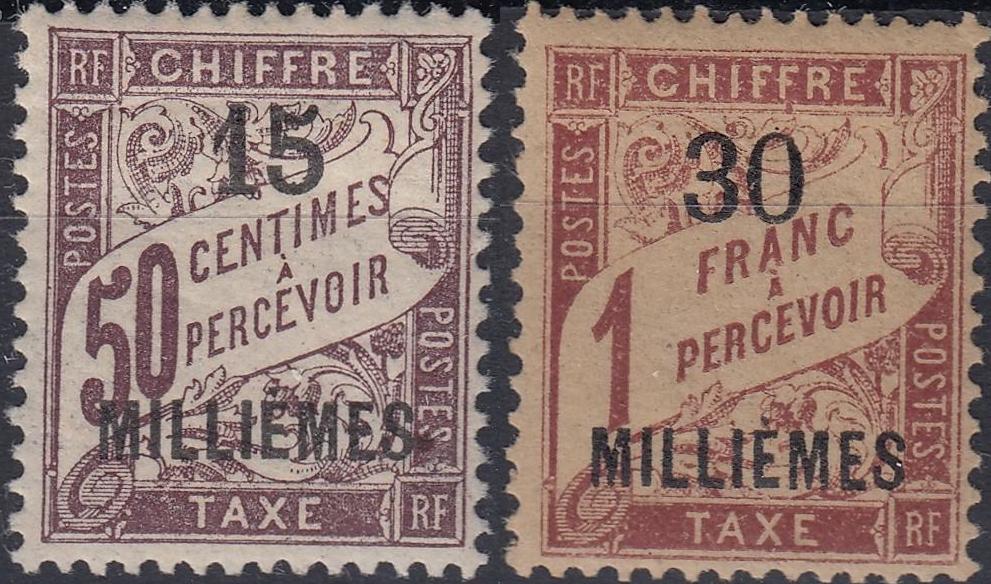 RF CHIFFRE
POSTES
15
50 CENTIMES
À
PERCEVOIR
POSTES
MILLIÈMES
TAXE RF
RF CHIFFRE
POSTES
30
1 FRANC
À
PERCEVOIR
POSTES
MILLIÈMES
TAXE RF